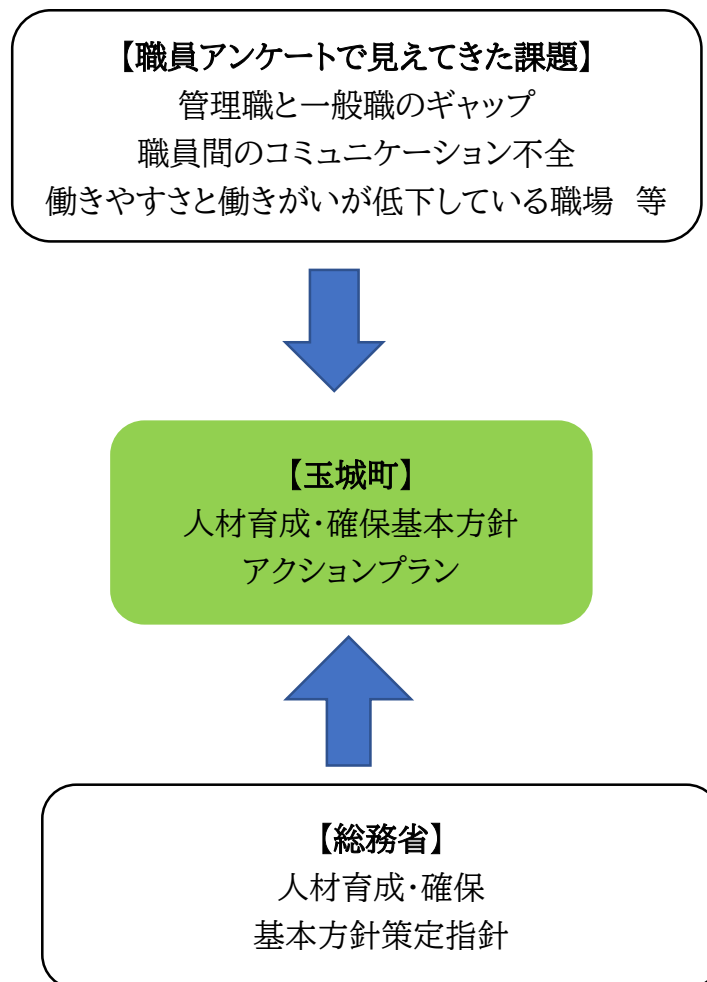 【職員アンケートで見えてきた課題】
管理職と一般職のギャップ
職員間のコミュニケーション不全
働きやすさと働きがいが低下している職場　等
【玉城町】
人材育成・確保基本方針
アクションプラン
【総務省】
人材育成・確保
基本方針策定指針